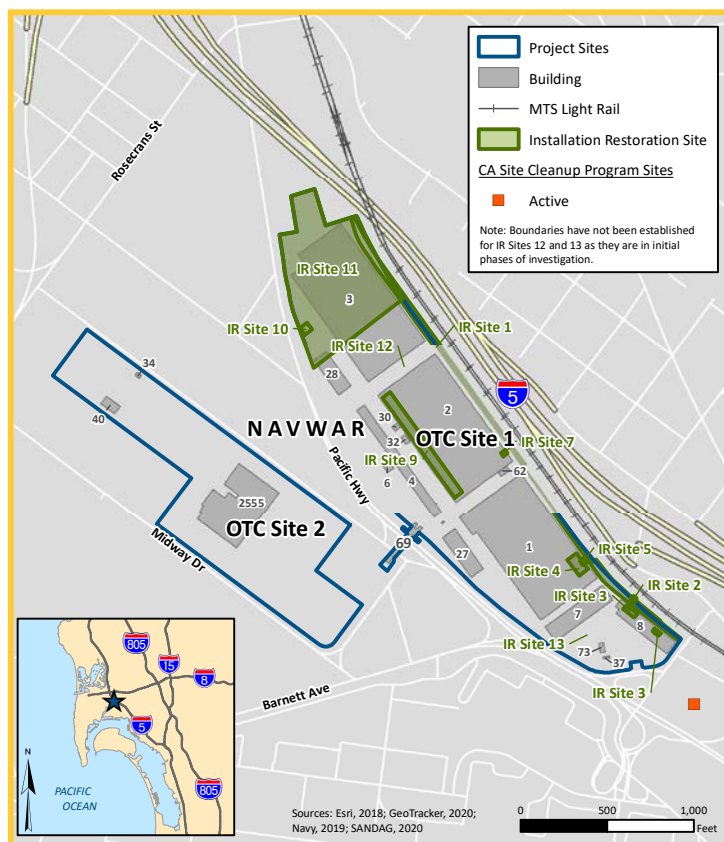 Project Sites
Building
MTS Light Rail
Installation Restoration Site
CA Site Cleanup Program Sites
Active
Note: Boundaries have not been established
for IR Sites 12 and 13 as they are in initial
phases of investigation.
Rosecrans St
IR Site 11
3
IR Site 10
IR Site 1
IR Site 12
34
28
40
5
2
30
NAVWAR
OTC Site 1
IR Site 7
32
IR Site 9
62
4
6
Pacific Hwy
2555
OTC Site 2
69
1
27
IR Site 5
Midway Dr
IR Site 4
IR Site 2
IR Site 3
7
8
IR Site 13
73
37
IR Site 3
Barnett Ave
805
15
8
5
805
N
PACIFIC
OCEAN
Sources: Esri, 2018; GeoTracker, 2020;
Navy, 2019; SANDAG, 2020
0 500 1,000
Feet